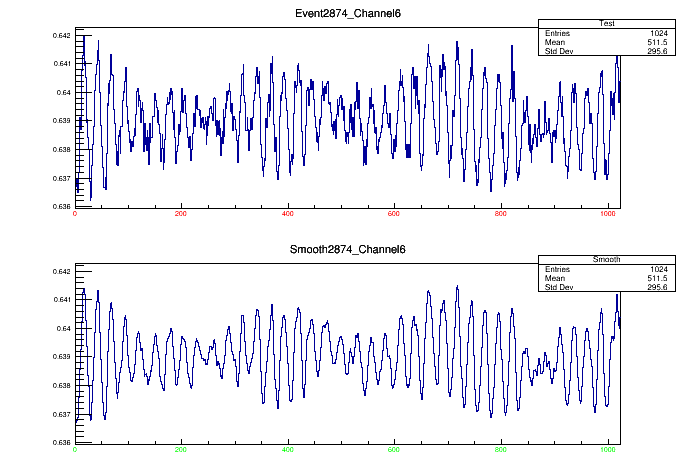 Event2874_Channel6
Test
Entries 1024
Mean 511.5
Std Dev 295.6
0.642
0.641
0.64
0.639
0.638
0.637
0.636
0 200 400 600 800 1000
Smooth2874_Channel6
Smooth
Entries 1024
Mean 511.5
Std Dev 295.6
0.642
0.641
0.64
0.639
0.638
0.637
0.636
0 200 400 600 800 1000